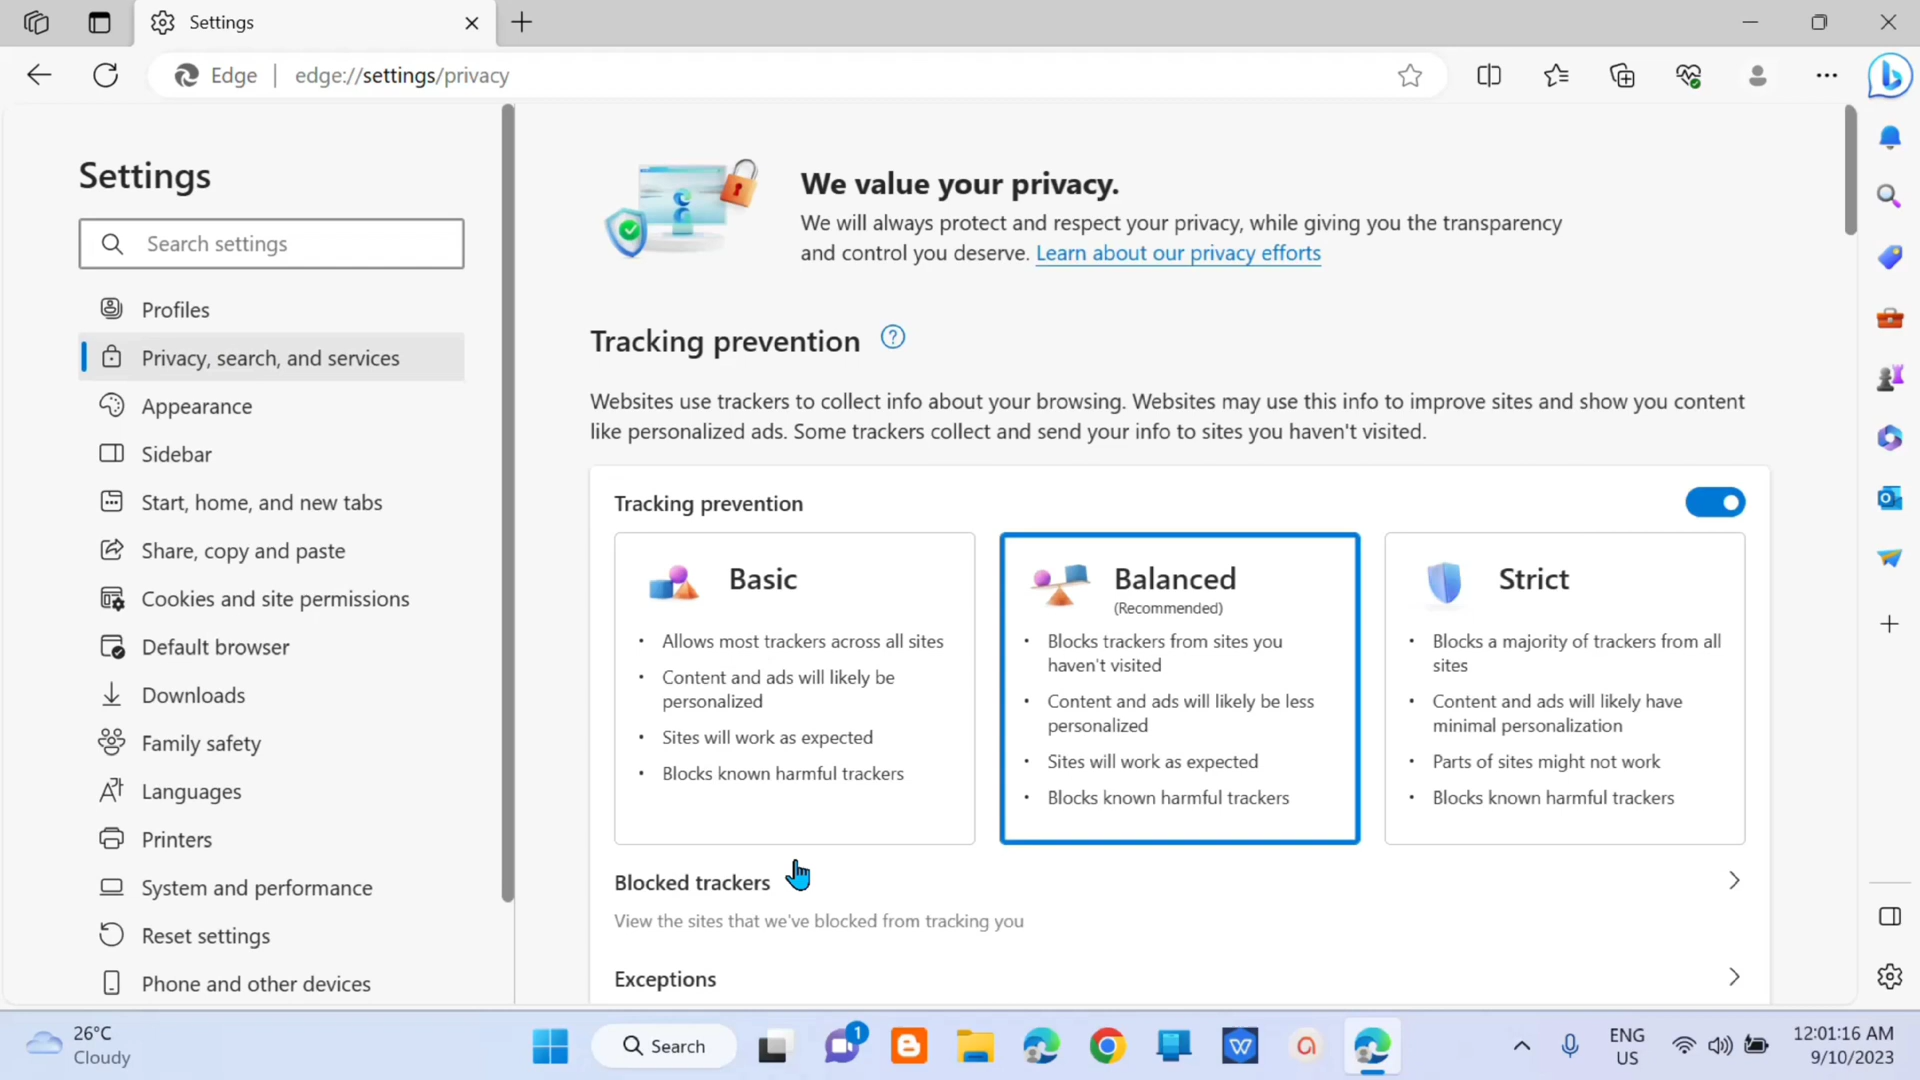 Settings
Edge
edge://settings/privacy
Settings
Search settings
Profiles
Privacy, search, and services
Appearance
Sidebar
Start, home, and new tabs
Share, copy and paste
Cookies and site permissions
Default browser
Downloads
Family safety
Languages
Printers
System and performance
Reset settings
Phone and other devices
We value your privacy.
We will always protect and respect your privacy, while giving you the transparency
and control you deserve. Learn about our privacy efforts
Tracking prevention
Websites use trackers to collect info about your browsing. Websites may use this info to improve sites and show you content
like personalized ads. Some trackers collect and send your info to sites you haven't visited.
Tracking prevention
Basic
• Allows most trackers across all sites
• Content and ads will likely be
personalized
• Sites will work as expected
• Blocks known harmful trackers
Balanced
(Recommended)
• Blocks trackers from sites you
haven't visited
• Content and ads will likely be less
personalized
• Sites will work as expected
• Blocks known harmful trackers
Strict
• Blocks a majority of trackers from all
sites
• Content and ads will likely have
minimal personalization
• Parts of sites might not work
• Blocks known harmful trackers
Blocked trackers
View the sites that we've blocked from tracking you
Exceptions
26°C
Cloudy
Search
1
ENG
US
12:01:16 AM
9/10/2023